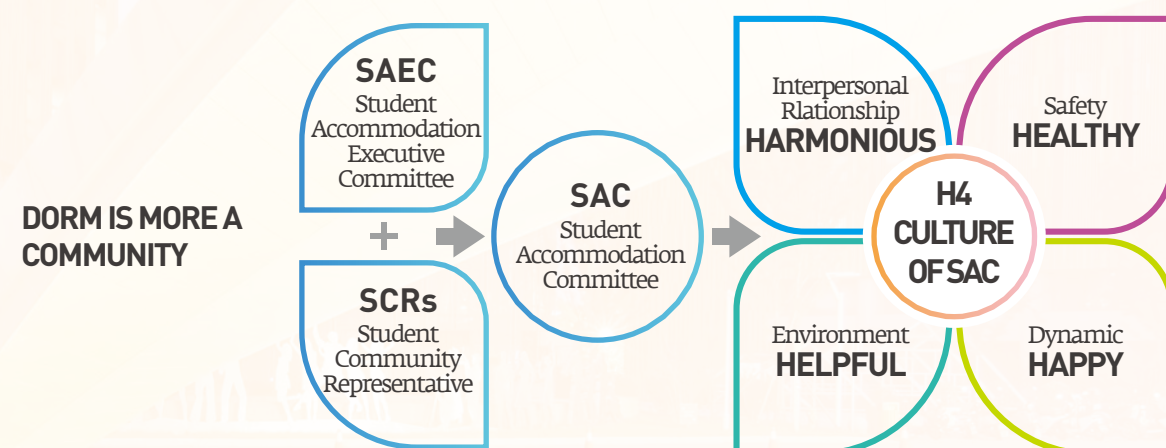 DORM IS MORE A
COMMUNITY
SAEC
Student
Accommodation
Executive
Committee
+
SCRs
Student
Community
Representative
SAC
Student
Accommodation
Committee
Interpersonal
Rlationship
HARMONIOUS
Safety
HEALTHY
H4
CULTURE
OF SAC
Environment
HELPFUL
Dynamic
HAPPY